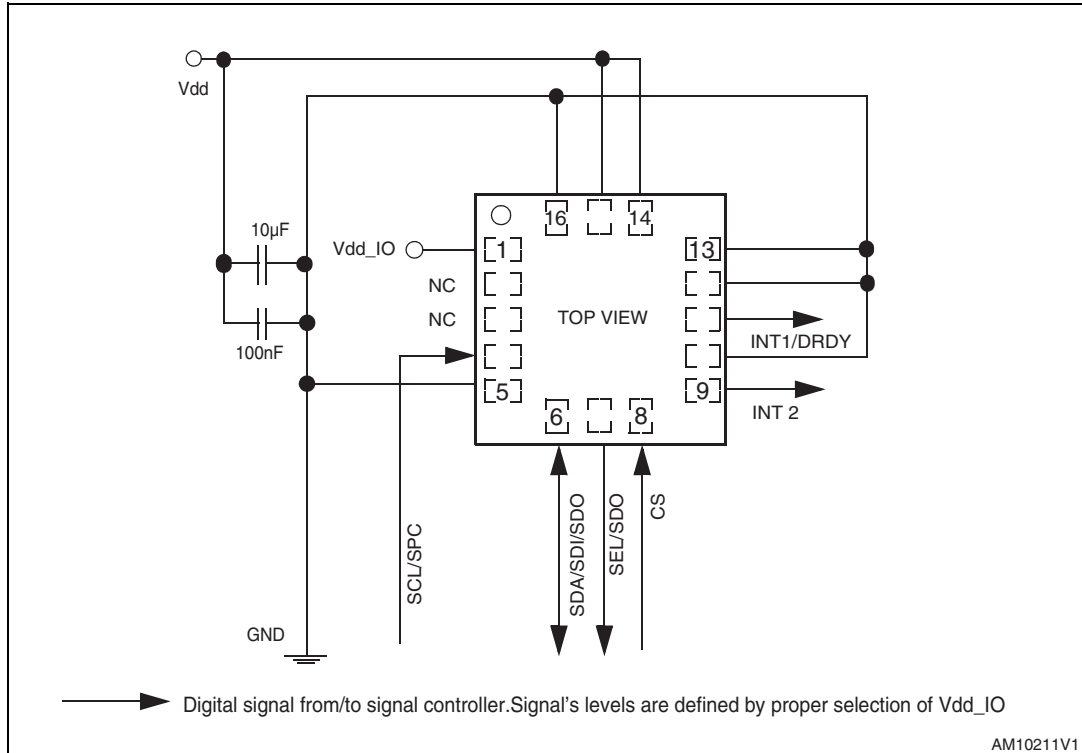 Vdd
16
14
10µF
Vdd_IO
1
13
NC
NC
TOP VIEW
100nF
INT1/DRDY
5
9
6
8
INT 2
SCL/SPC
SDA/SDI/SDO
SEL/SDO
CS
GND
Digital signal from/to signal controller.Signal's levels are defined by proper selection of Vdd_IO
AM10211V1